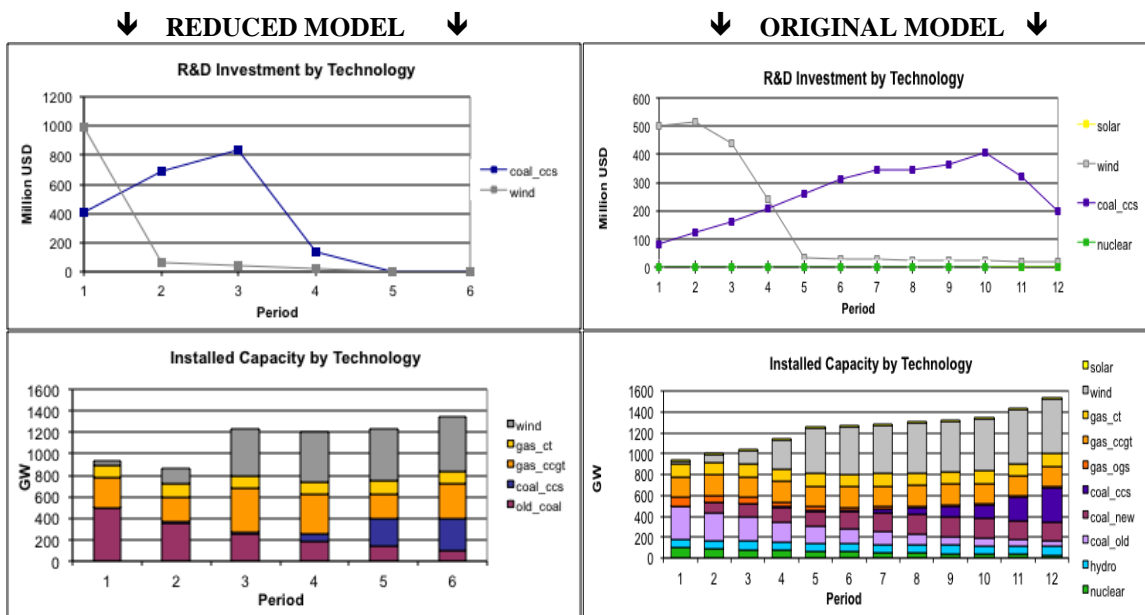 REDUCED MODEL
ORIGINAL MODEL
R&D Investment by Technology
Million USD
1200
1000
800
600
400
200
0
1 2 3 4 5 6
Period
coal_ccs
wind
R&D Investment by Technology
Million USD
600
500
400
300
200
100
0
1 2 3 4 5 6 7 8 9 10 11 12
Period
solar
wind
coal_ccs
nuclear
Installed Capacity by Technology
GW
1600
1400
1200
1000
800
600
400
200
0
1 2 3 4 5 6
Period
wind
gas_ct
gas_ccgt
coal_ccs
old_coal
Installed Capacity by Technology
GW
1600
1400
1200
1000
800
600
400
200
0
1 2 3 4 5 6 7 8 9 10 11 12
Period
solar
wind
gas_ct
gas_ccgt
gas_ogs
coal_ccs
coal_new
coal_old
hydro
nuclear